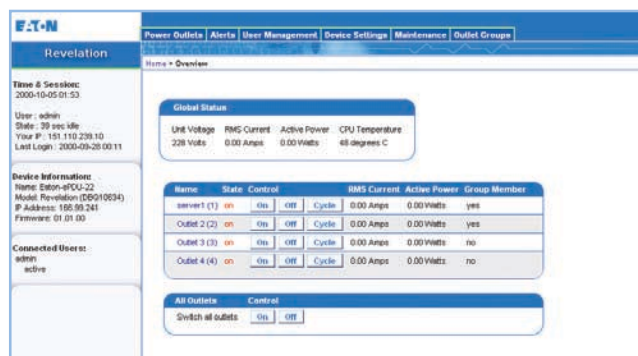 EATON
Revelation
Power Outlets | Alerts | User Management | Device Settings | Maintenance | Outlet Groups
Home > Overview
Time & Session:
2000-10-05 01:53
User : admin
State : 39 sec idle
Your IP : 151.110.239.10
Last Login : 2000-09-28 00:11
Device Information:
Name: Eaton-ePDU-22
Model: Revelation (DBQ10634)
IP Address: 166.99.241
Firmware: 01.01.00
Connected Users:
admin
active
Global Status
Unit Voltage RMS Current Active Power CPU Temperature
228 Volts 0.00 Amps 0.00 Watts 48 degrees C
Name State Control RMS Current Active Power Group Member
server1 (1) on On Off Cycle 0.00 Amps 0.00 Watts yes
Outlet 2 (2) on On Off Cycle 0.00 Amps 0.00 Watts yes
Outlet 3 (3) on On Off Cycle 0.00 Amps 0.00 Watts no
Outlet 4 (4) on On Off Cycle 0.00 Amps 0.00 Watts no
All Outlets Control
Switch all outlets On Off